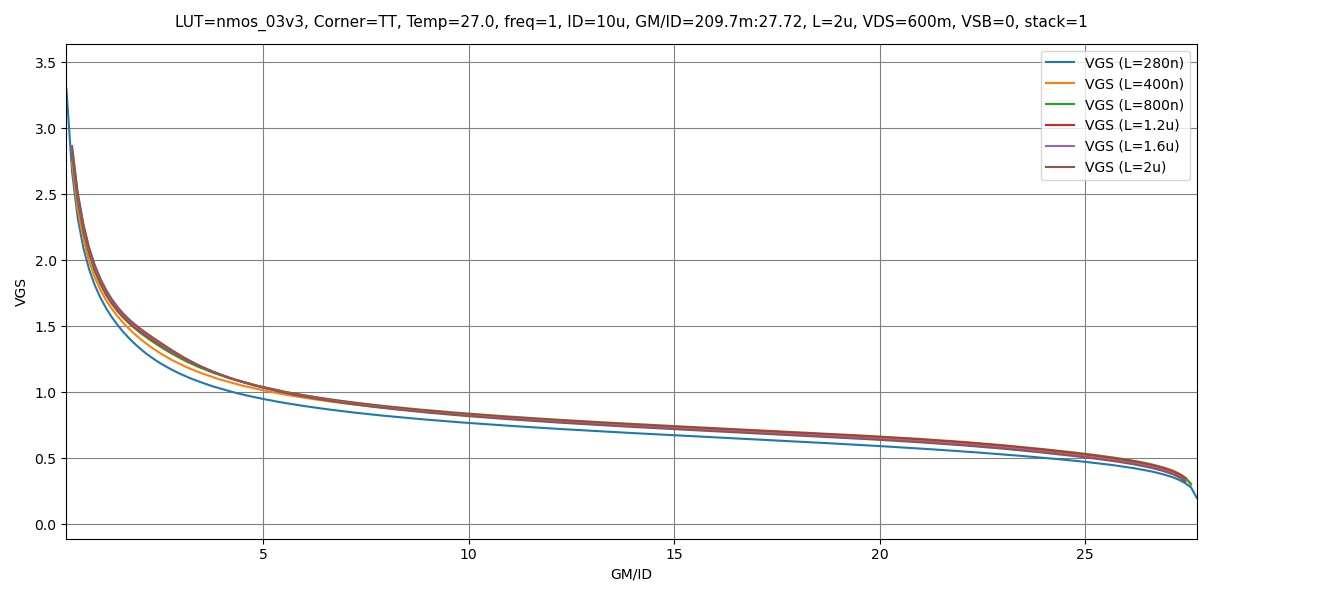 LUT=nmos_03v3, Corner=TT, Temp=27.0, freq=1, ID=10u, GM/ID=209.7m:27.72, L=2u, VDS=600m, VSB=0, stack=1
VGS (L=280n)
VGS (L=400n)
VGS (L=800n)
VGS (L=1.2u)
VGS (L=1.6u)
VGS (L=2u)
3.5
3.0
2.5
2.0
1.5
1.0
0.5
0.0
VGS
5
10
15
20
25
GM/ID